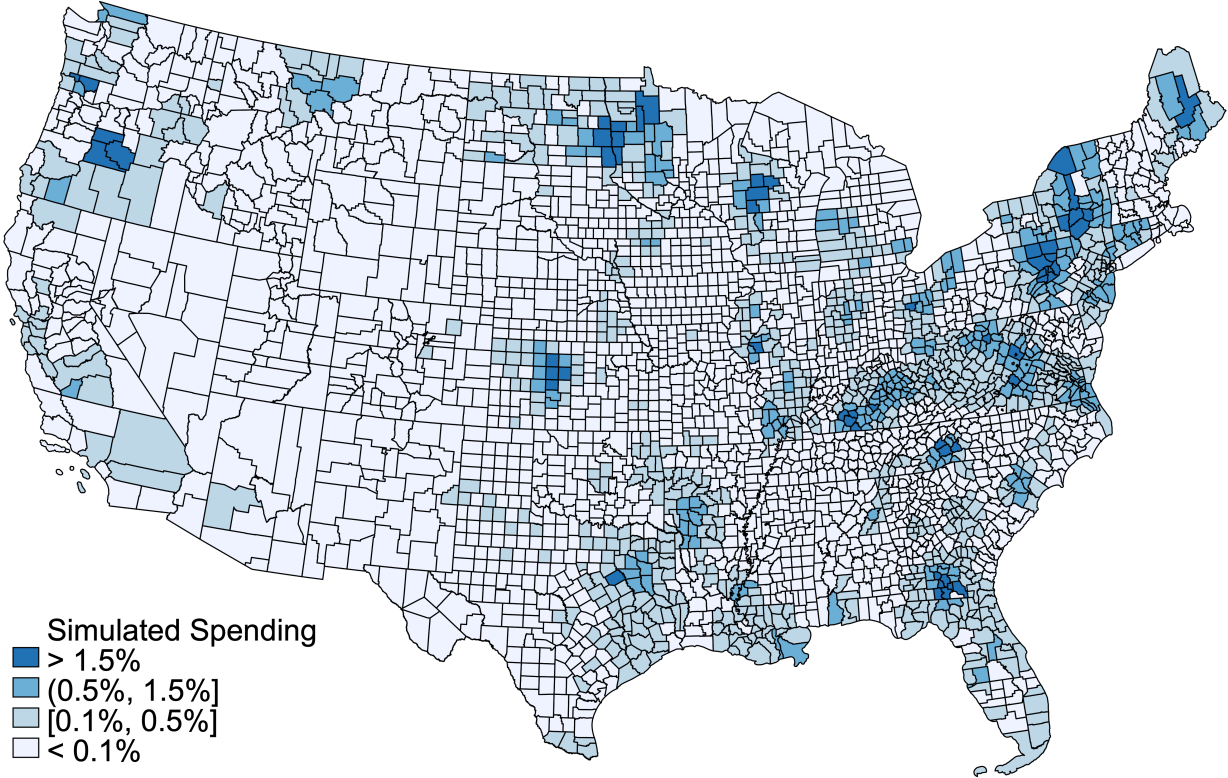 Simulated Spending
> 1.5%
(0.5%, 1.5%]
[0.1%, 0.5%]
< 0.1%